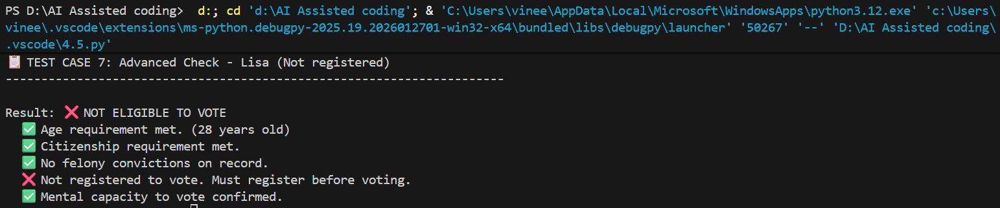 PS D:\AI Assisted coding>  d:; cd 'd:\AI Assisted coding'; & 'C:\Users\vinee\AppData\Local\Microsoft\WindowsApps\python3.12.exe' 'c:\Users\
vinee\.vscode\extensions\ms-python.debugpy-2025.19.2026012701-win32-x64\bundled\libs\debugpy\launcher' '50267' '--' 'D:\AI Assisted coding\
.vscode\4.5.py'
📋 TEST CASE 7: Advanced Check - Lisa (Not registered)
----------------------------------------------------------------------
Result: ❌ NOT ELIGIBLE TO VOTE
✅ Age requirement met. (28 years old)
✅ Citizenship requirement met.
✅ No felony convictions on record.
❌ Not registered to vote. Must register before voting.
✅ Mental capacity to vote confirmed.